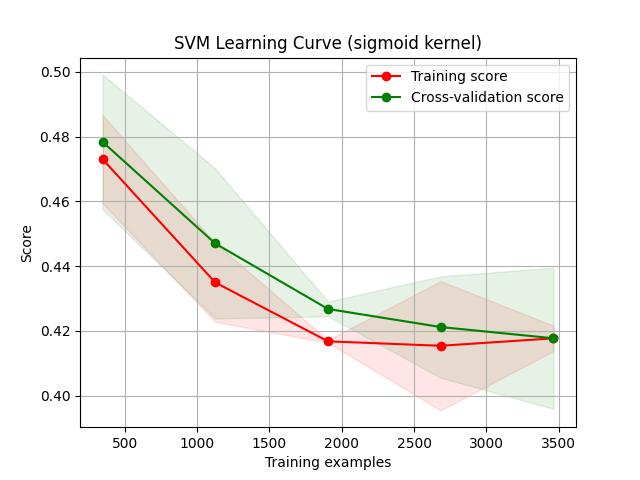 SVM Learning Curve (sigmoid kernel)
Training score
Cross-validation score
0.50
0.48
0.46
0.44
0.42
0.40
Score
500 1000 1500 2000 2500 3000 3500
Training examples